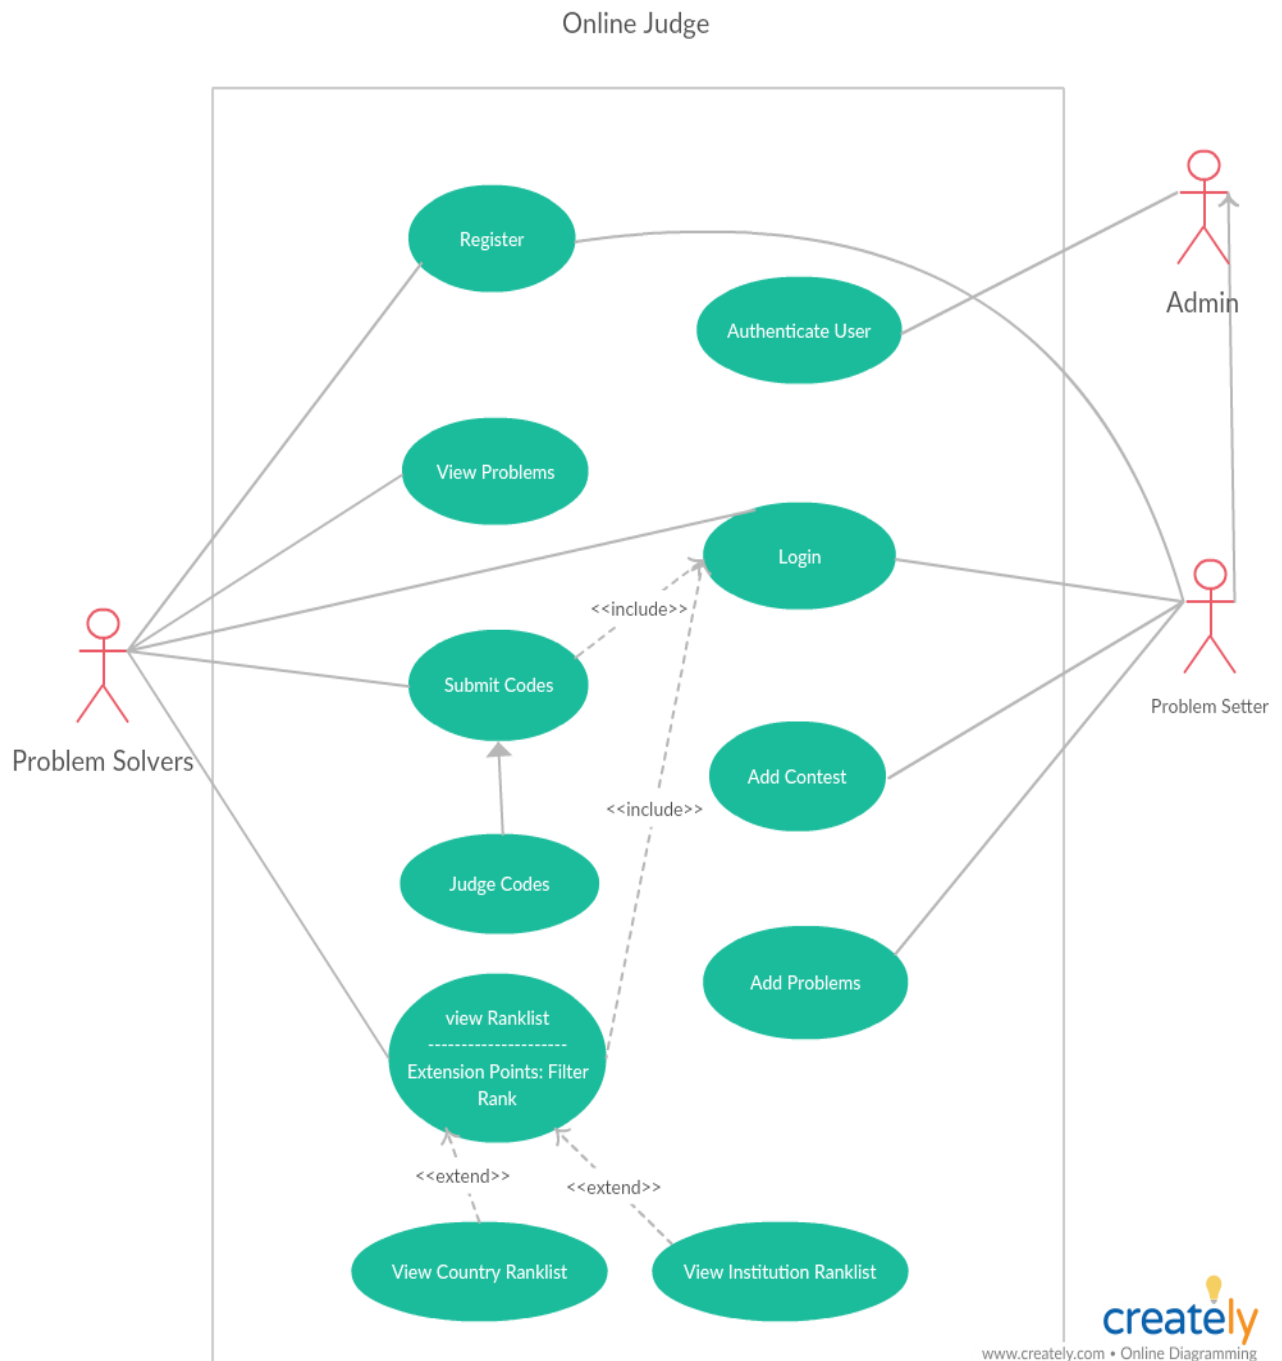 Online Judge
Register
Authenticate User
Admin
View Problems
Login
<<include>>
Submit Codes
Problem Setter
Problem Solvers
Add Contest
<<include>>
Judge Codes
Add Problems
view Ranklist
---------------------
Extension Points: Filter
Rank
<<extend>>
<<extend>>
View Country Ranklist
View Institution Ranklist
creately
www.creately.com • Online Diagramming